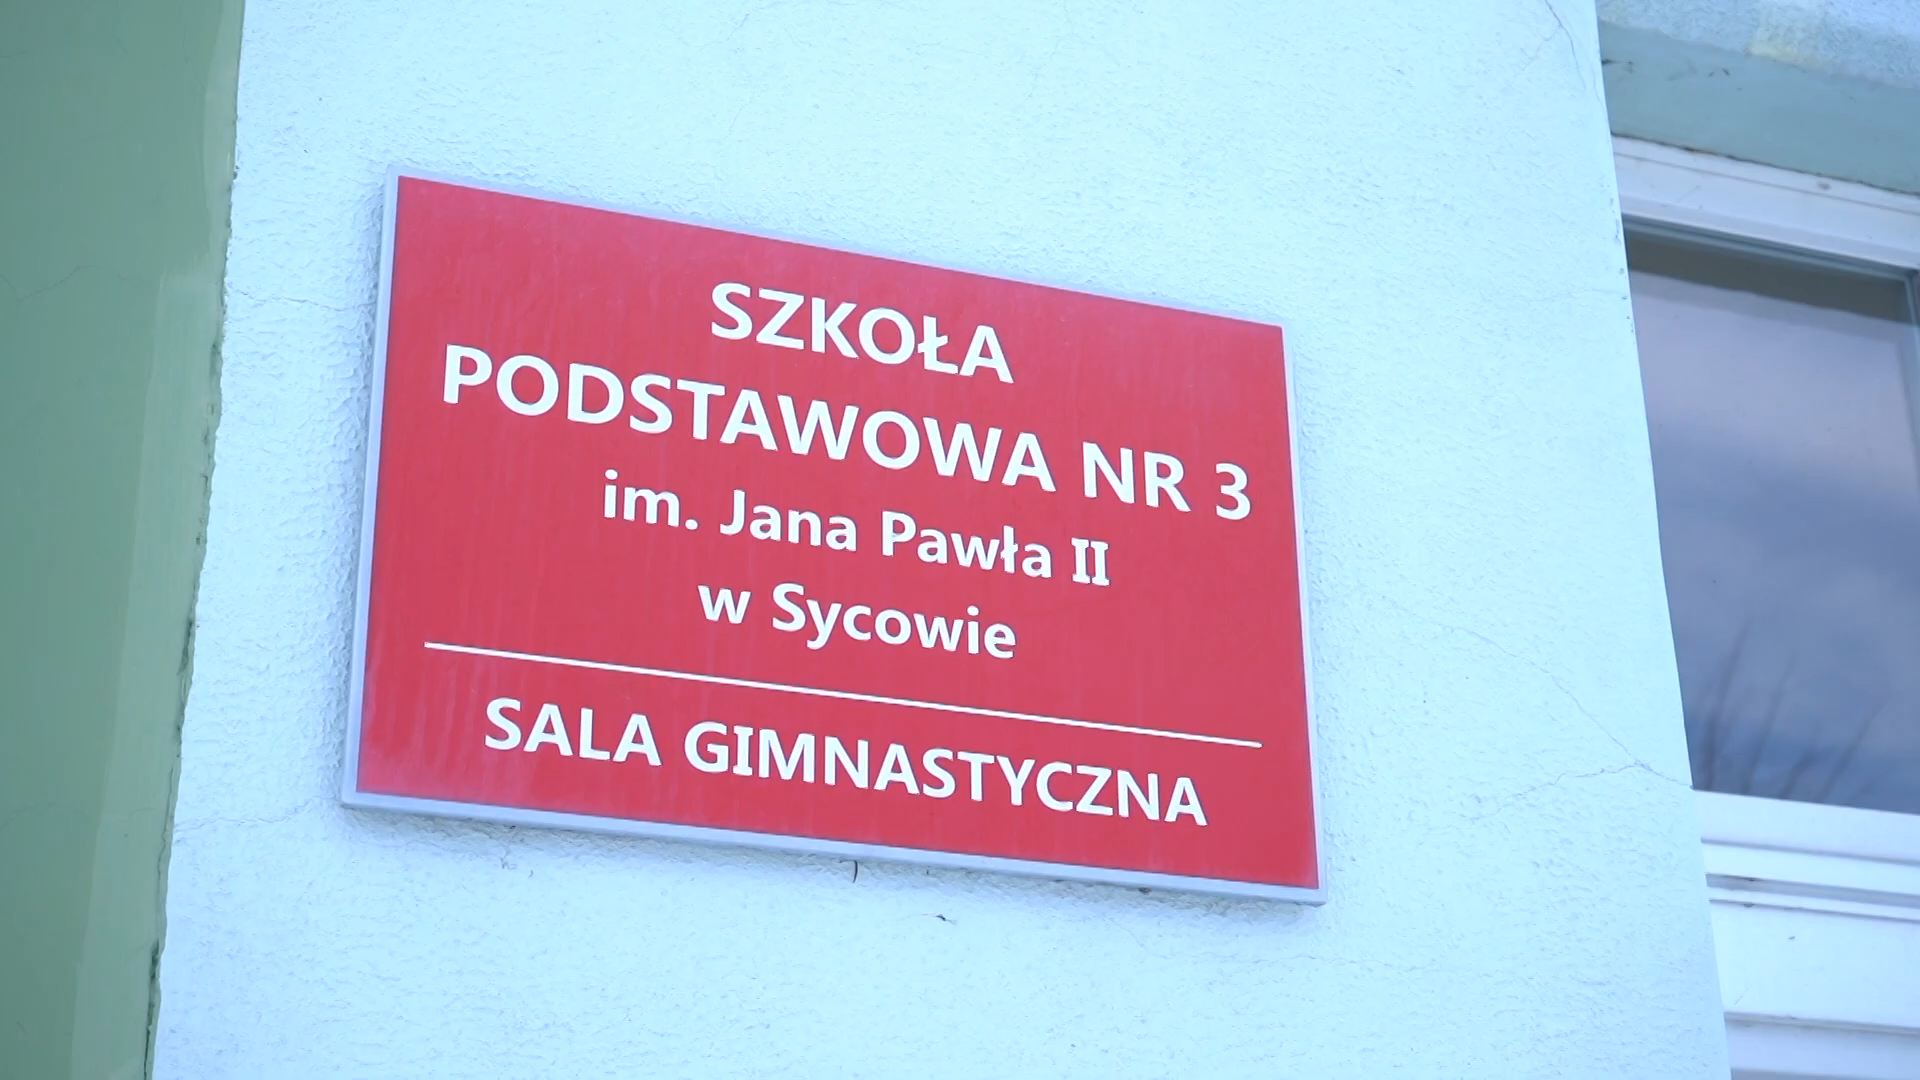 SZKOŁA
PODSTAWOWA NR 3
im. Jana Pawła II
w Sycowie
SALA GIMNASTYCZNA